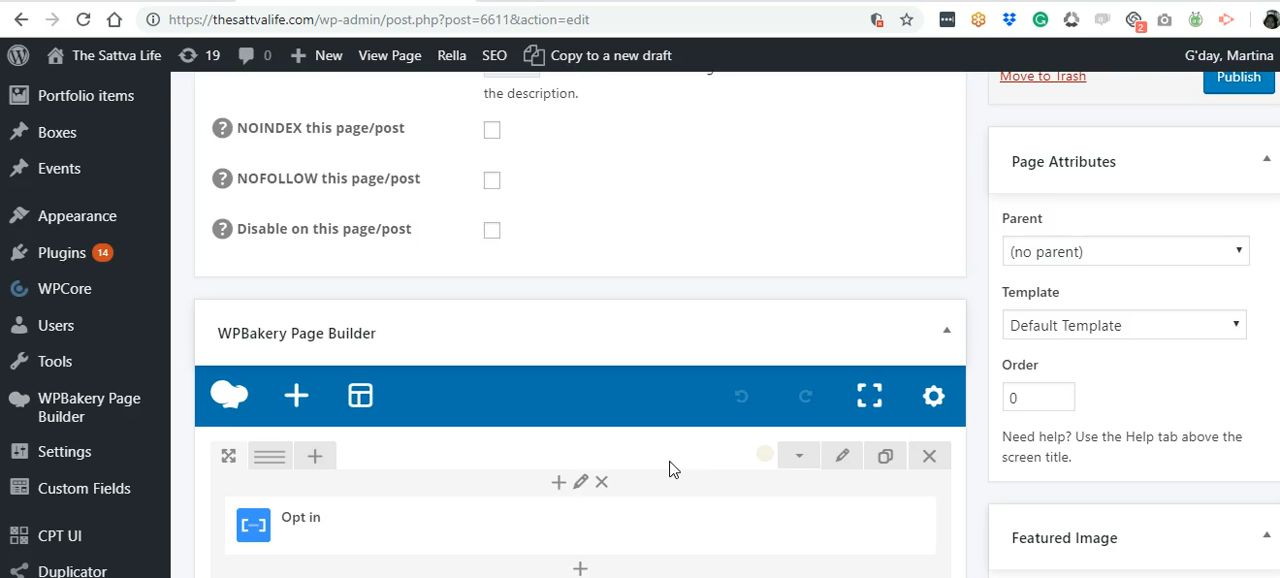 https://thesattvalife.com/wp-admin/post.php?post=6611&action=edit
2
The Sattva Life
19
0
New
View Page
Rella
SEO
Copy to a new draft
G'day, Martina
Portfolio items
Boxes
Events
Appearance
Plugins 14
WPCore
Users
Tools
WPBakery Page
Builder
Settings
Custom Fields
CPT UI
Duplicator
the description.
? NOINDEX this page/post
? NOFOLLOW this page/post
? Disable on this page/post
WPBakery Page Builder
Opt in
Move to Trash
Publish
Page Attributes
Parent
(no parent)
Template
Default Template
Order
0
Need help? Use the Help tab above the
screen title.
Featured Image